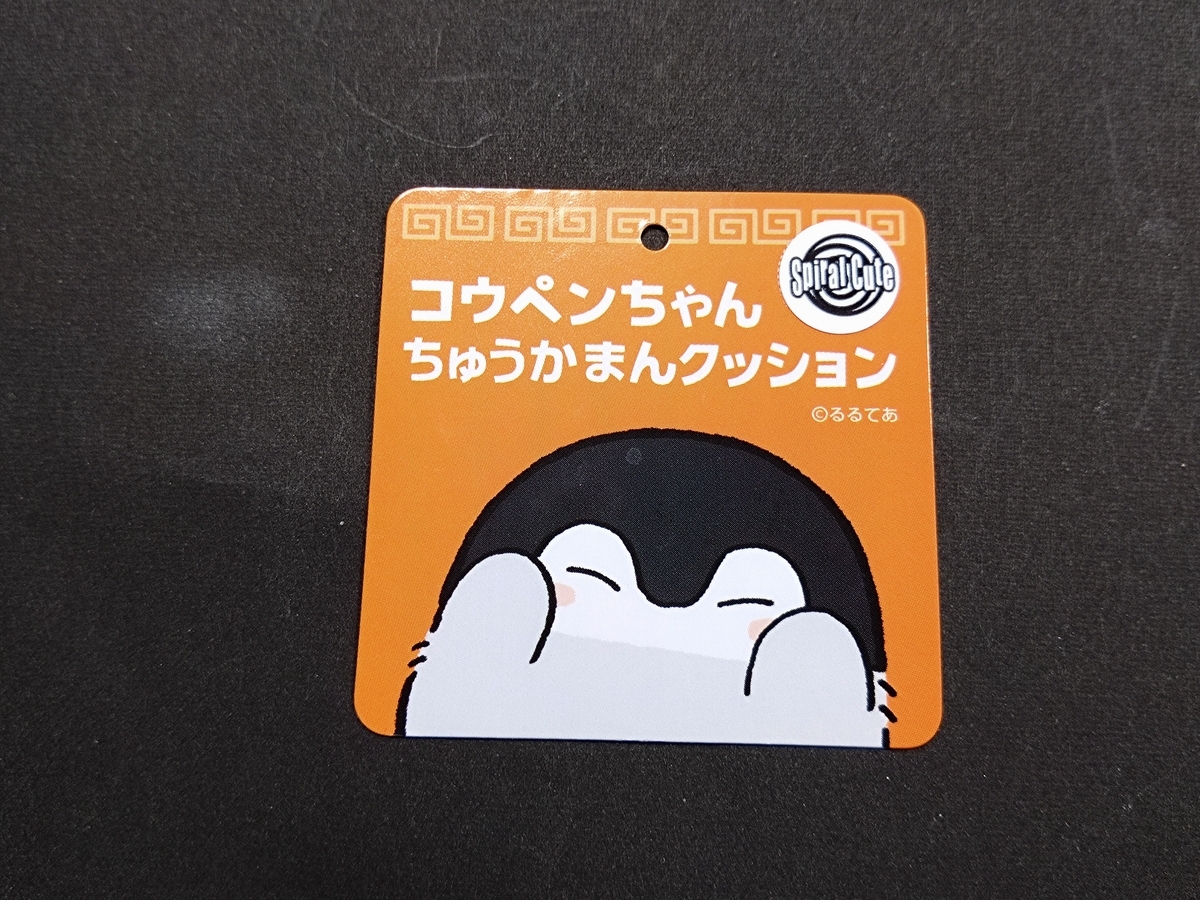 Spiral Cute
コウペンちゃん
ちゅうかまんクッション
©るるてあ